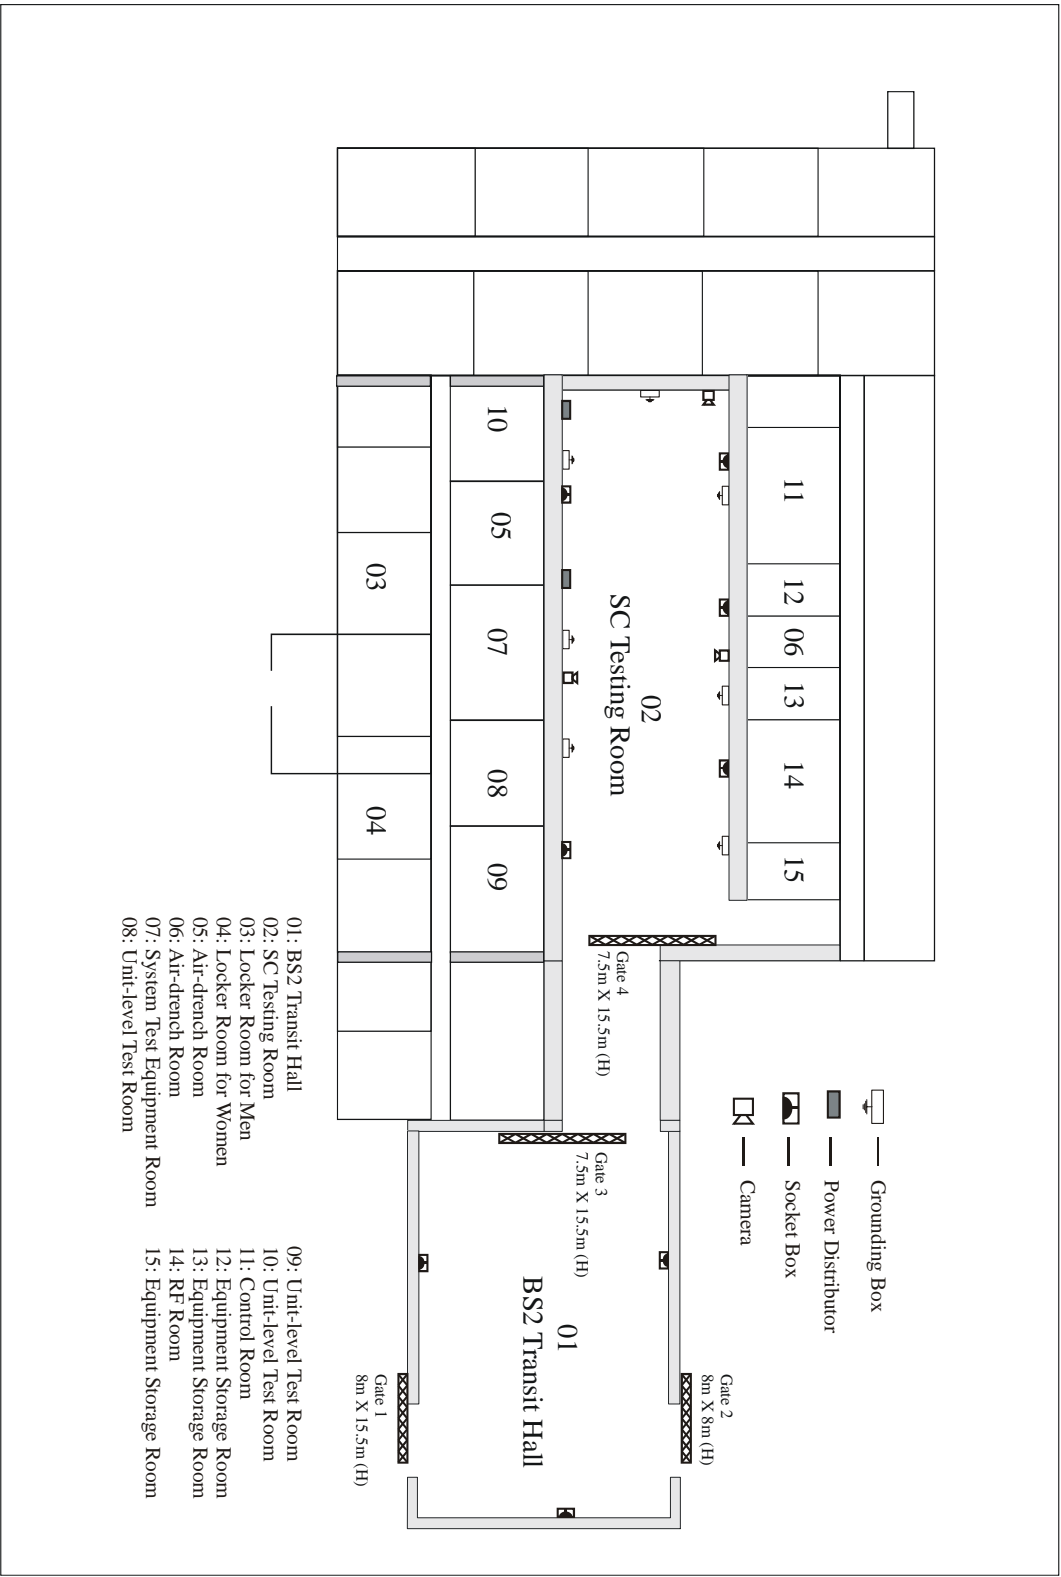 Grounding Box
Power Distributor
Socket Box
Camera
11
12
06
13
14
15
02
SC Testing Room
10
05
07
08
09
03
04
Gate 4
7.5m X 15.5m (H)
Gate 3
7.5m X 15.5m (H)
Gate 2
8m X 8m (H)
01
BS2 Transit Hall
Gate 1
8m X 15.5m (H)
01: BS2 Transit Hall
02: SC Testing Room
03: Locker Room for Men
04: Locker Room for Women
05: Air-drench Room
06: Air-drench Room
07: System Test Equipment Room
08: Unit-level Test Room
09: Unit-level Test Room
10: Unit-level Test Room
11: Control Room
12: Equipment Storage Room
13: Equipment Storage Room
14: RF Room
15: Equipment Storage Room